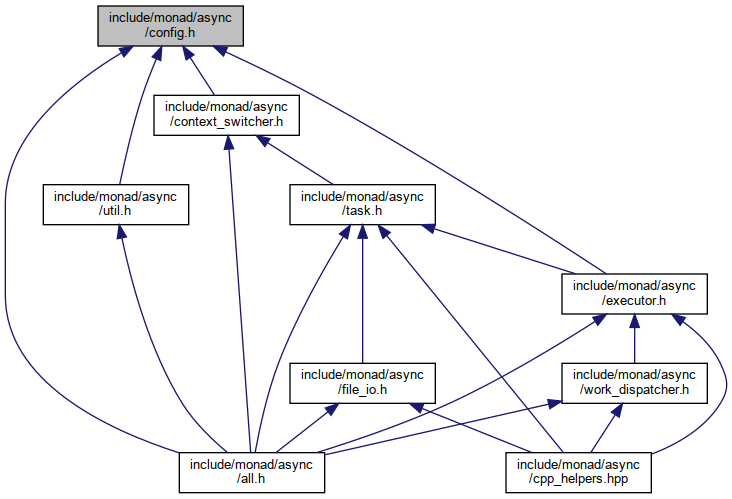 include/monad/async
/config.h
include/monad/async
/context_switcher.h
include/monad/async
/util.h
include/monad/async
/task.h
include/monad/async
/executor.h
include/monad/async
/file_io.h
include/monad/async
/work_dispatcher.h
include/monad/async
/all.h
include/monad/async
/cpp_helpers.hpp